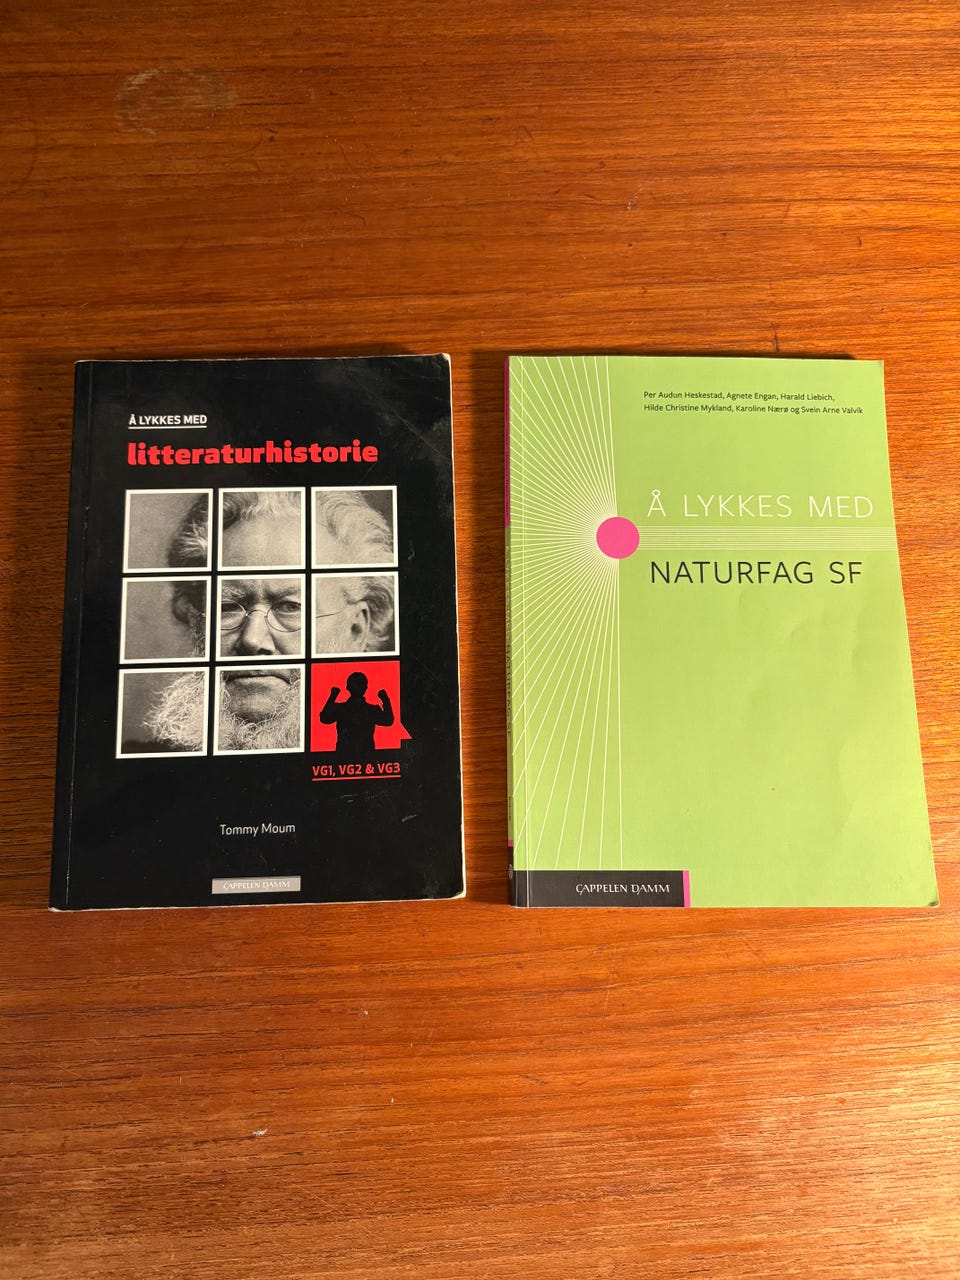 Å LYKKES MED
litteraturhistorie
VG1, VG2 & VG3
Tommy Moum
CAPPELEN DAMM
Per Audun Heskestad, Agnete Engan, Harald Liebich,
Hilde Christine Mykland, Karoline Nærø og Svein Arne Valvik
Å LYKKES MED
NATURFAG SF
CAPPELEN DAMM